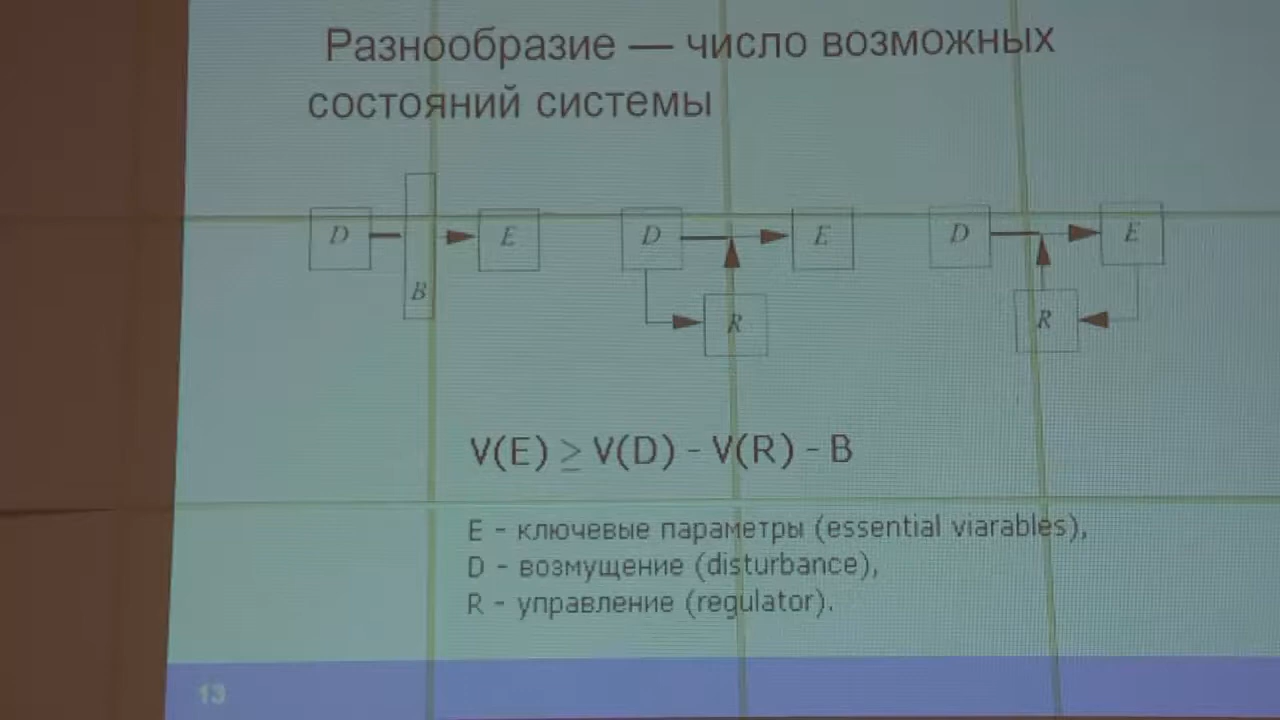 Разнообразие — число возможных
состояний системы
D B E
D E R
D E R
V(E) ≥ V(D) - V(R) - B
E - ключевые параметры (essential viarables),
D - возмущение (disturbance),
R - управление (regulator).
13